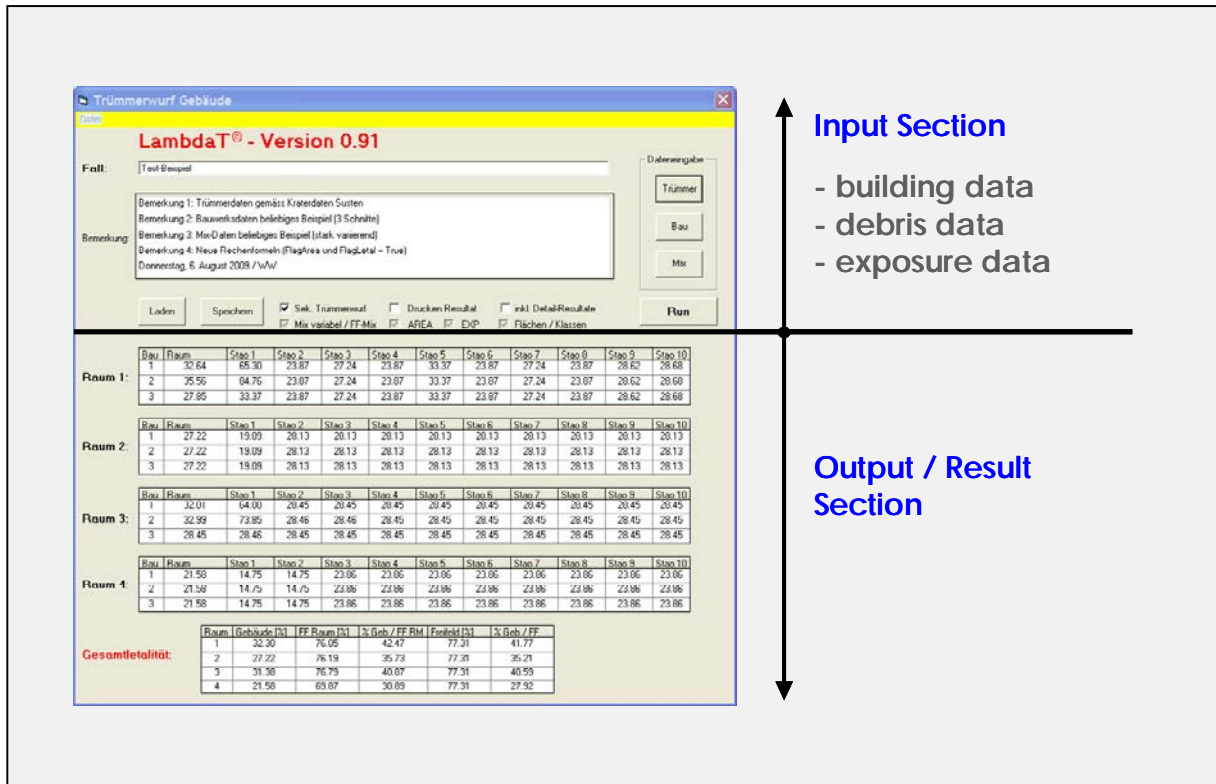 Trümmerwurf Gebäude
Datei
LambdaT® - Version 0.91
Fall: Test-Beispiel
Dateneingabe
Trümmer
Bau
Mix
Bemerkung:
Bemerkung 1: Trümmerdaten gemäss Kraterdaten Susten
Bemerkung 2: Bauwerksdaten beliebiges Beispiel (3 Schnitte)
Bemerkung 3: Mix-Daten beliebiges Beispiel (stark variierend)
Bemerkung 4: Neue Rechenformeln (FlagArea und FlagLetal = True)
Donnerstag, 6. August 2009 / WW
Laden Speichern Sek. Trümmerwurf Drucken Resultat inkl. Detail-Resultate Run
Mix variabel / FF-Mix AREA EXP Flächen / Klassen
Raum 1:
Bau Raum Stao 1 Stao 2 Stao 3 Stao 4 Stao 5 Stao 6 Stao 7 Stao 8 Stao 9 Stao 10
1 32.64 65.30 23.87 27.24 23.87 33.37 23.87 27.24 23.87 28.62 28.68
2 35.56 84.76 23.87 27.24 23.87 33.37 23.87 27.24 23.87 28.62 28.68
3 27.85 33.37 23.87 27.24 23.87 33.37 23.87 27.24 23.87 28.62 28.68
Raum 2:
Bau Raum Stao 1 Stao 2 Stao 3 Stao 4 Stao 5 Stao 6 Stao 7 Stao 8 Stao 9 Stao 10
1 27.22 19.09 28.13 28.13 28.13 28.13 28.13 28.13 28.13 28.13 28.13
2 27.22 19.09 28.13 28.13 28.13 28.13 28.13 28.13 28.13 28.13 28.13
3 27.22 19.09 28.13 28.13 28.13 28.13 28.13 28.13 28.13 28.13 28.13
Raum 3:
Bau Raum Stao 1 Stao 2 Stao 3 Stao 4 Stao 5 Stao 6 Stao 7 Stao 8 Stao 9 Stao 10
1 32.01 64.00 28.45 28.45 28.45 28.45 28.45 28.45 28.45 28.45 28.45
2 32.99 73.85 28.46 28.46 28.45 28.45 28.45 28.45 28.45 28.45 28.45
3 28.45 28.46 28.45 28.45 28.45 28.45 28.45 28.45 28.45 28.45 28.45
Raum 4:
Bau Raum Stao 1 Stao 2 Stao 3 Stao 4 Stao 5 Stao 6 Stao 7 Stao 8 Stao 9 Stao 10
1 21.58 14.75 14.75 23.86 23.86 23.86 23.86 23.86 23.86 23.86 23.86
2 21.58 14.75 14.75 23.86 23.86 23.86 23.86 23.86 23.86 23.86 23.86
3 21.58 14.75 14.75 23.86 23.86 23.86 23.86 23.86 23.86 23.86 23.86
Gesamtletalität:
Raum Gebäude [%] FF Raum [%] % Geb / FF RM Freifeld [%] % Geb / FF
1 32.30 76.05 42.47 77.31 41.77
2 27.22 76.19 35.73 77.31 35.21
3 31.38 76.79 40.87 77.31 40.59
4 21.58 69.87 30.89 77.31 27.92
Input Section
- building data
- debris data
- exposure data
Output / Result
Section